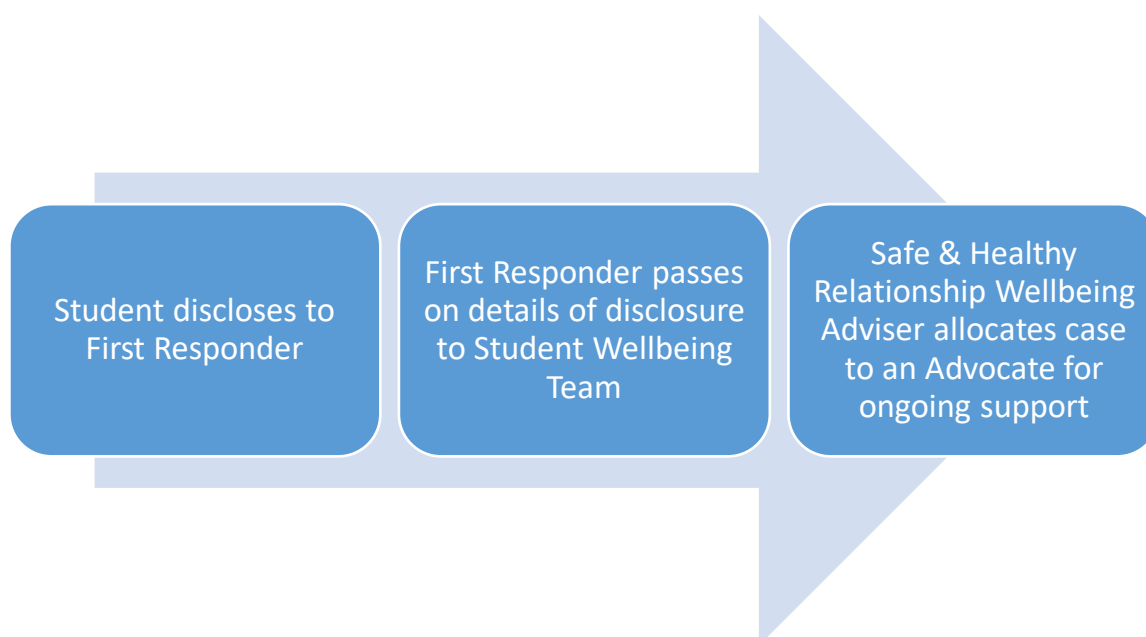 Student discloses to
First Responder
First Responder passes
on details of disclosure
to Student Wellbeing
Team
Safe & Healthy
Relationship Wellbeing
Adviser allocates case
to an Advocate for
ongoing support